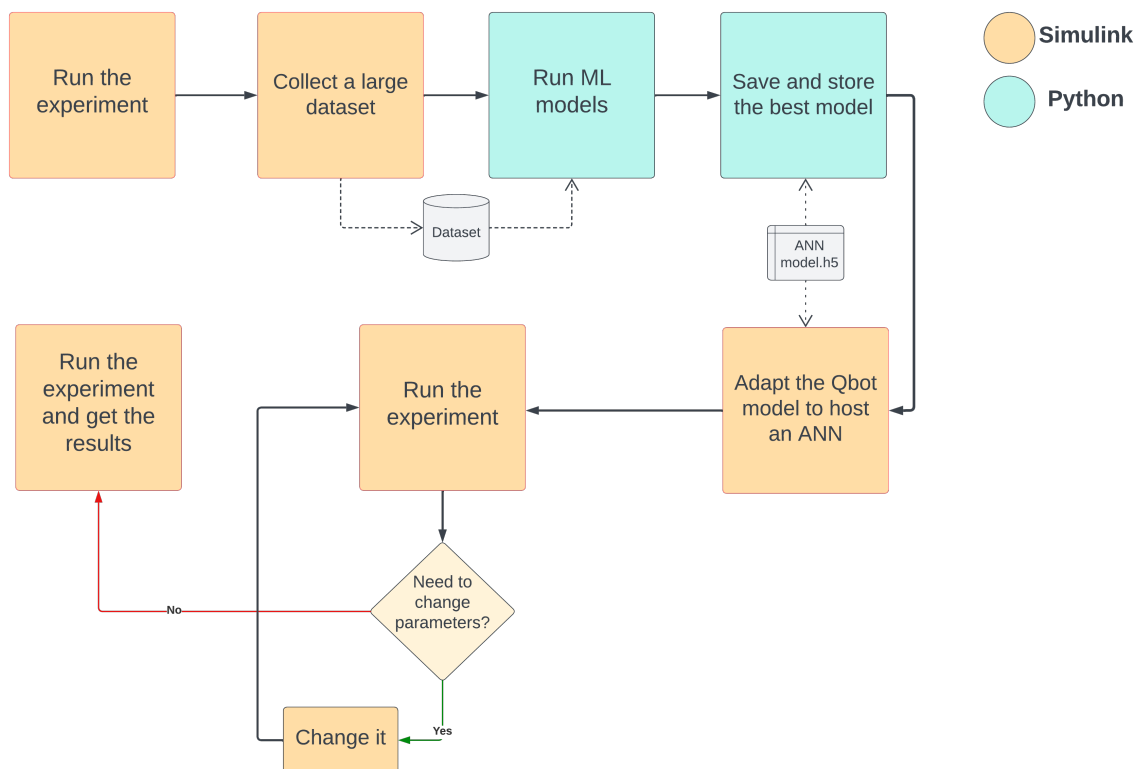 Run the
experiment
Collect a large
dataset
Run ML
models
Save and store
the best model
Simulink
Python
Dataset
ANN
model.h5
Run the
experiment
and get the
results
Run the
experiment
Adapt the Qbot
model to host
an ANN
Need to
change
parameters?
No
Yes
Change it